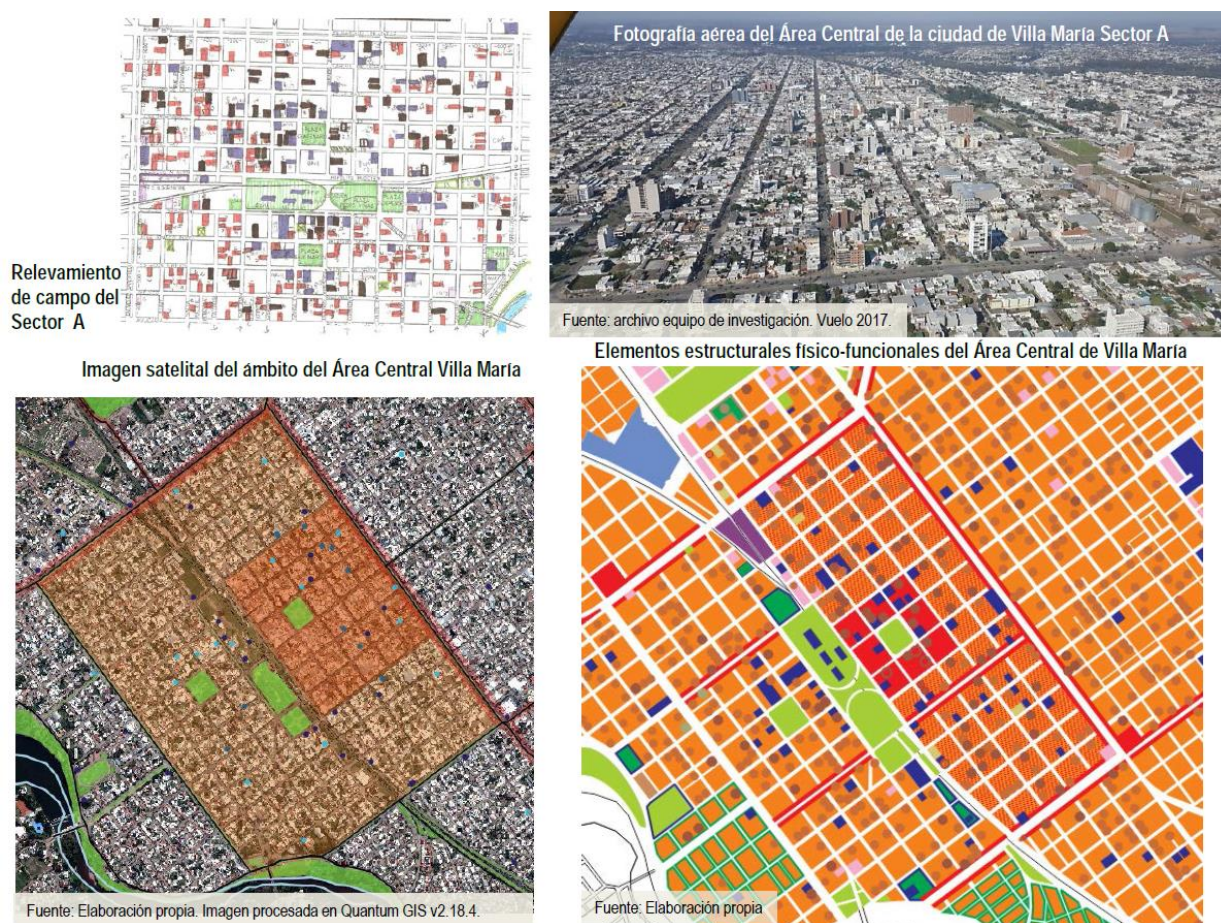 Fotografía aérea del Área Central de la ciudad de Villa María Sector A
PLAZA
CENTENARIO
PLAZA
Relevamiento
de campo del
Sector A
Fuente: archivo equipo de investigación. Vuelo 2017.
Imagen satelital del ámbito del Área Central Villa María
Elementos estructurales físico-funcionales del Área Central de Villa María
Fuente: Elaboración propia. Imagen procesada en Quantum GIS v2.18.4.
Fuente: Elaboración propia